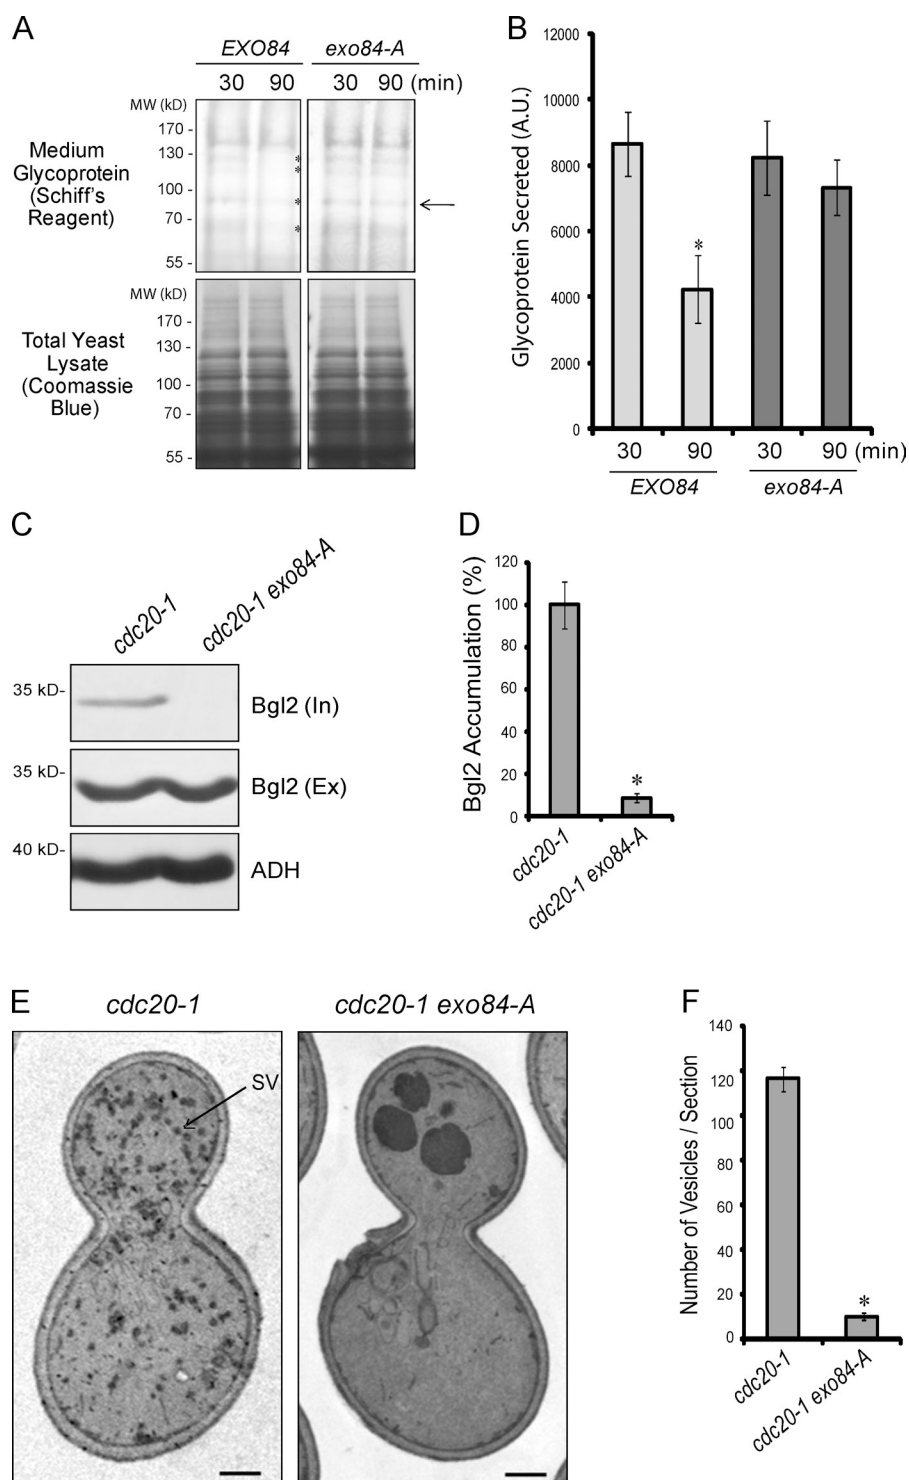 A
EXO84 exo84-A
30 90 30 90 (min)
MW (kD)
170 -
130 -
100 -
70 -
55 -
Medium
Glycoprotein
(Schiff's
Reagent)
*
*
*
*
MW (kD)
170 -
130 -
100 -
70 -
55 -
Total Yeast
Lysate
(Coomassie
Blue)
B
Glycoprotein Secreted (A.U.)
12000
10000
8000
6000
4000
2000
0
*
30 90 30 90 (min)
EXO84 exo84-A
C
cdc20-1 cdc20-1 exo84-A
35 kD- Bgl2 (In)
35 kD- Bgl2 (Ex)
40 kD- ADH
D
Bgl2 Accumulation (%)
120
100
80
60
40
20
0
*
cdc20-1 cdc20-1 exo84-A
E
cdc20-1 cdc20-1 exo84-A
SV
F
Number of Vesicles / Section
140
120
100
80
60
40
20
0
*
cdc20-1 cdc20-1 exo84-A